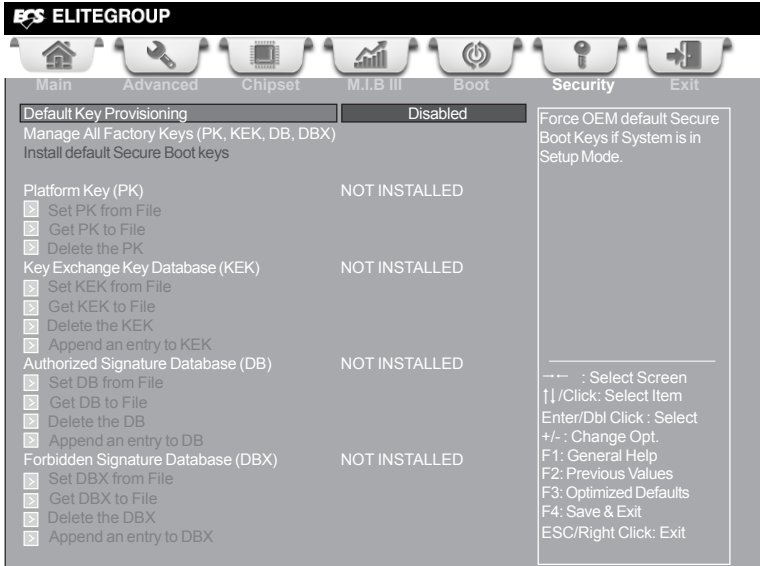 ECS ELITEGROUP
Main Advanced Chipset M.I.B III Boot Security Exit
Default Key Provisioning Disabled
Manage All Factory Keys (PK, KEK, DB, DBX)
Install default Secure Boot keys
Platform Key (PK) NOT INSTALLED
Set PK from File
Get PK to File
Delete the PK
Key Exchange Key Database (KEK) NOT INSTALLED
Set KEK from File
Get KEK to File
Delete the KEK
Append an entry to KEK
Authorized Signature Database (DB) NOT INSTALLED
Set DB from File
Get DB to File
Delete the DB
Append an entry to DB
Forbidden Signature Database (DBX) NOT INSTALLED
Set DBX from File
Get DBX to File
Delete the DBX
Append an entry to DBX
Force OEM default Secure
Boot Keys if System is in
Setup Mode.
→← : Select Screen
↑↓/Click: Select Item
Enter/Dbl Click : Select
+/- : Change Opt.
F1: General Help
F2: Previous Values
F3: Optimized Defaults
F4: Save & Exit
ESC/Right Click: Exit